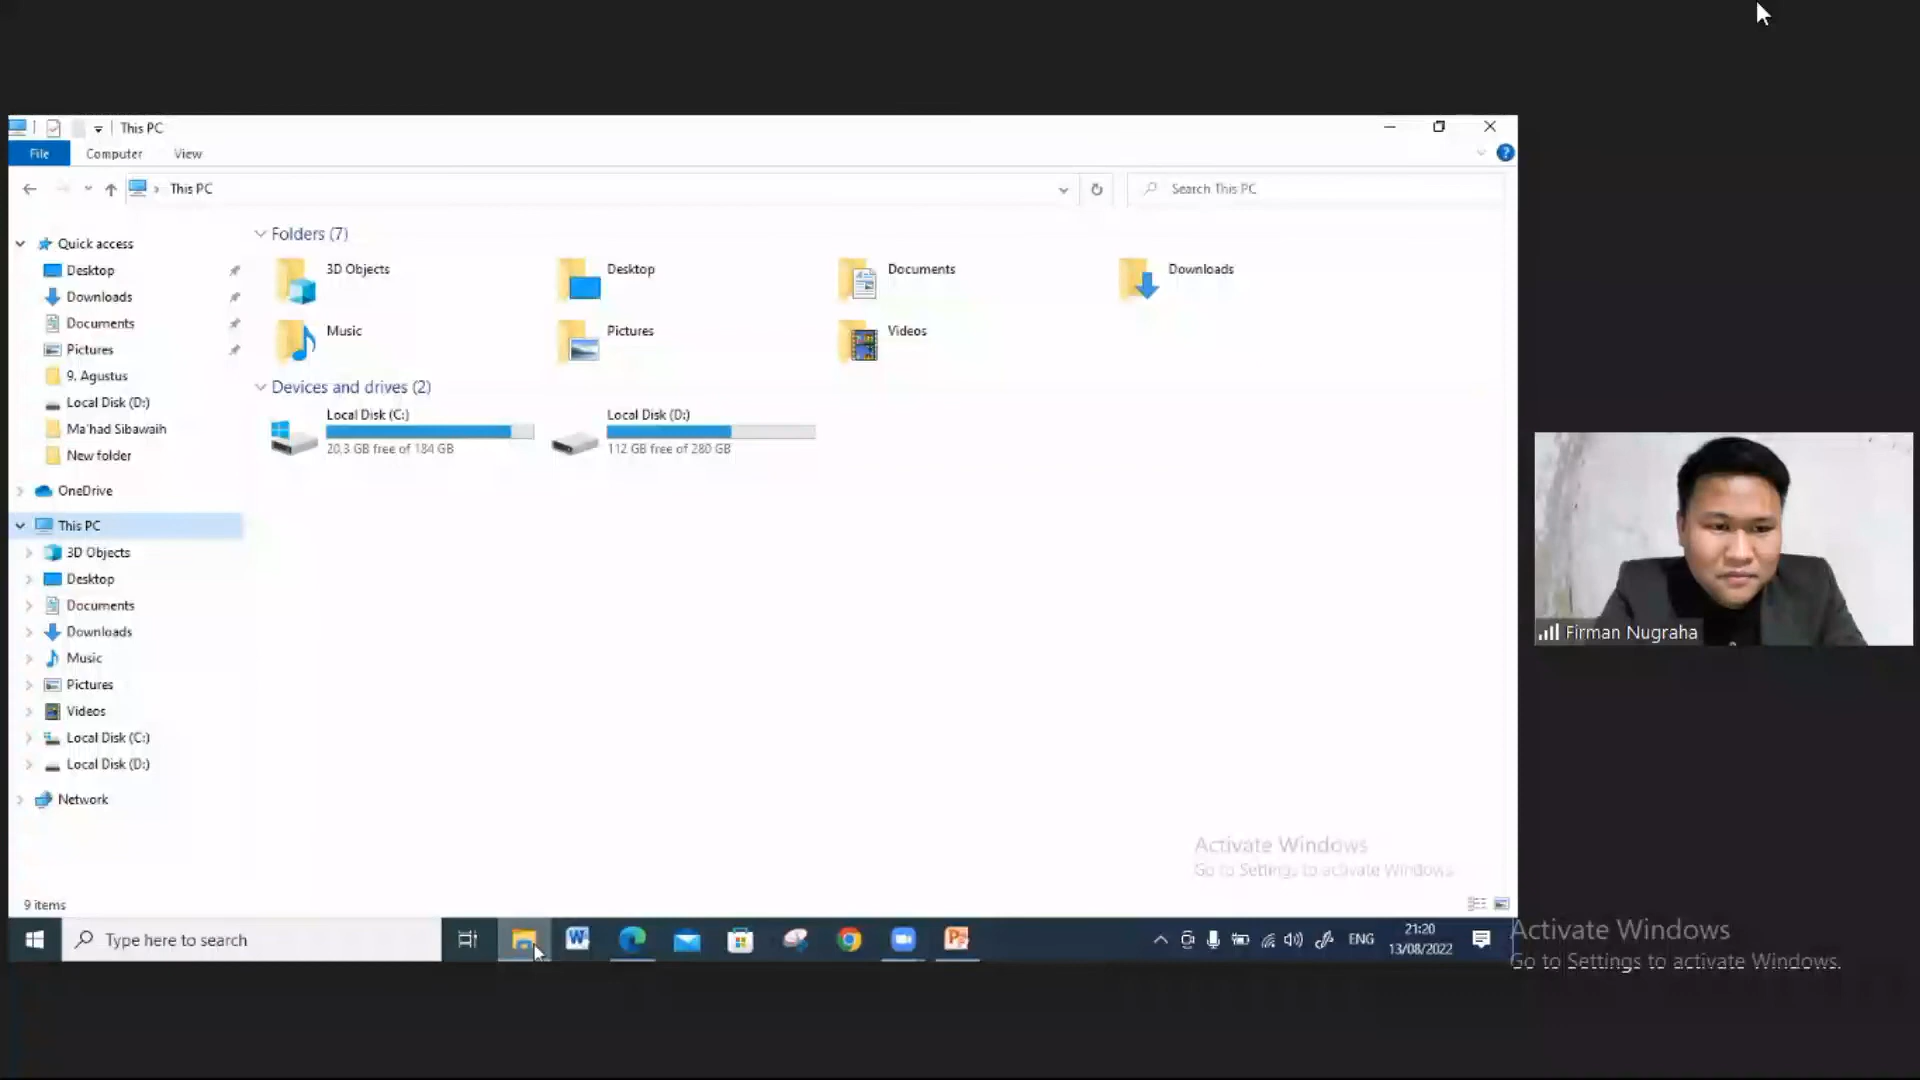 This PC
File Computer View
This PC
Search This PC
Quick access
Desktop
Downloads
Documents
Pictures
9. Agustus
Local Disk (D:)
Ma'had Sibawaih
New folder
OneDrive
This PC
3D Objects
Desktop
Documents
Downloads
Music
Pictures
Videos
Local Disk (C:)
Local Disk (D:)
Network
Folders (7)
3D Objects
Desktop
Documents
Downloads
Music
Pictures
Videos
Devices and drives (2)
Local Disk (C:)
20,3 GB free of 184 GB
Local Disk (D:)
112 GB free of 280 GB
Activate Windows
Go to Settings to activate Windows.
9 items
Type here to search
ENG
21:20
13/08/2022
Firman Nugraha
Activate Windows
Go to Settings to activate Windows.